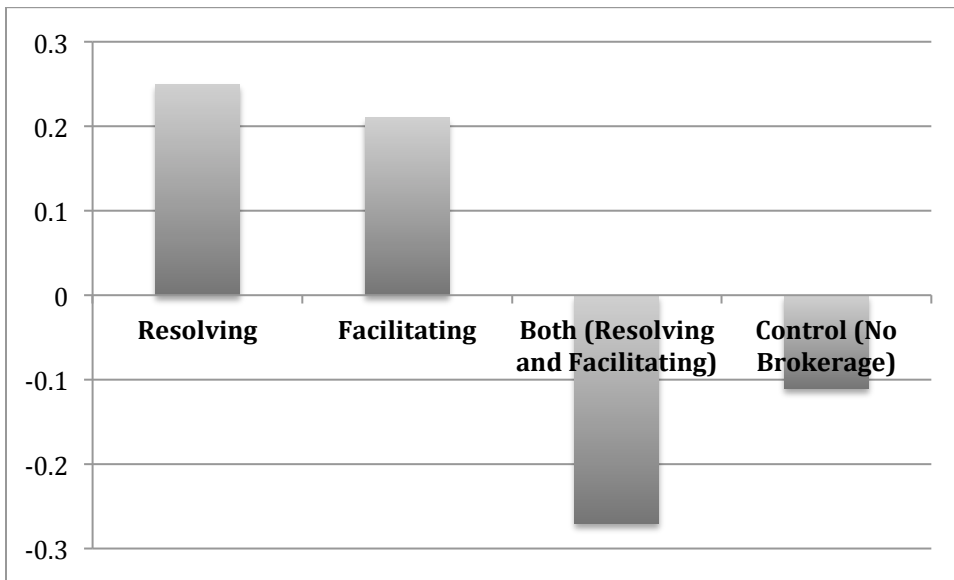 0.3
0.2
0.1
0
-0.1
-0.2
-0.3
Resolving
Facilitating
Both (Resolving
and Facilitating)
Control (No
Brokerage)